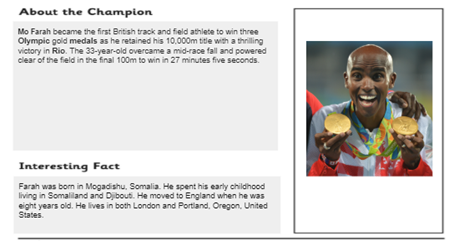 About the Champion
Mo Farah became the first British track and field athlete to win three
Olympic gold medals as he retained his 10,000m title with a thrilling
victory in Rio. The 33-year-old overcame a mid-race fall and powered
clear of the field in the final 100m to win in 27 minutes five seconds.
Interesting Fact
Farah was born in Mogadishu, Somalia. He spent his early childhood
living in Somaliland and Djibouti. He moved to England when he was
eight years old. He lives in both London and Portland, Oregon, United
States.